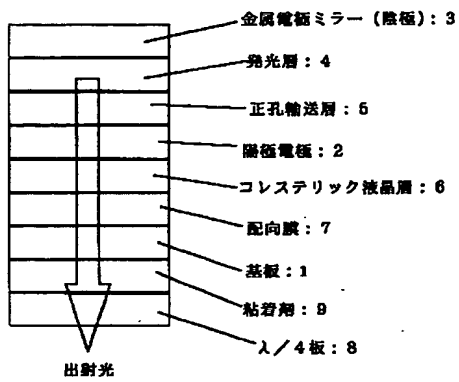 金属電極ミラー（陰極）：3
発光層：4
正孔輸送層：5
陽極電極：2
コレステリック液晶層：6
配向膜：7
基板：1
粘着剤：9
λ／4板：8
出射光